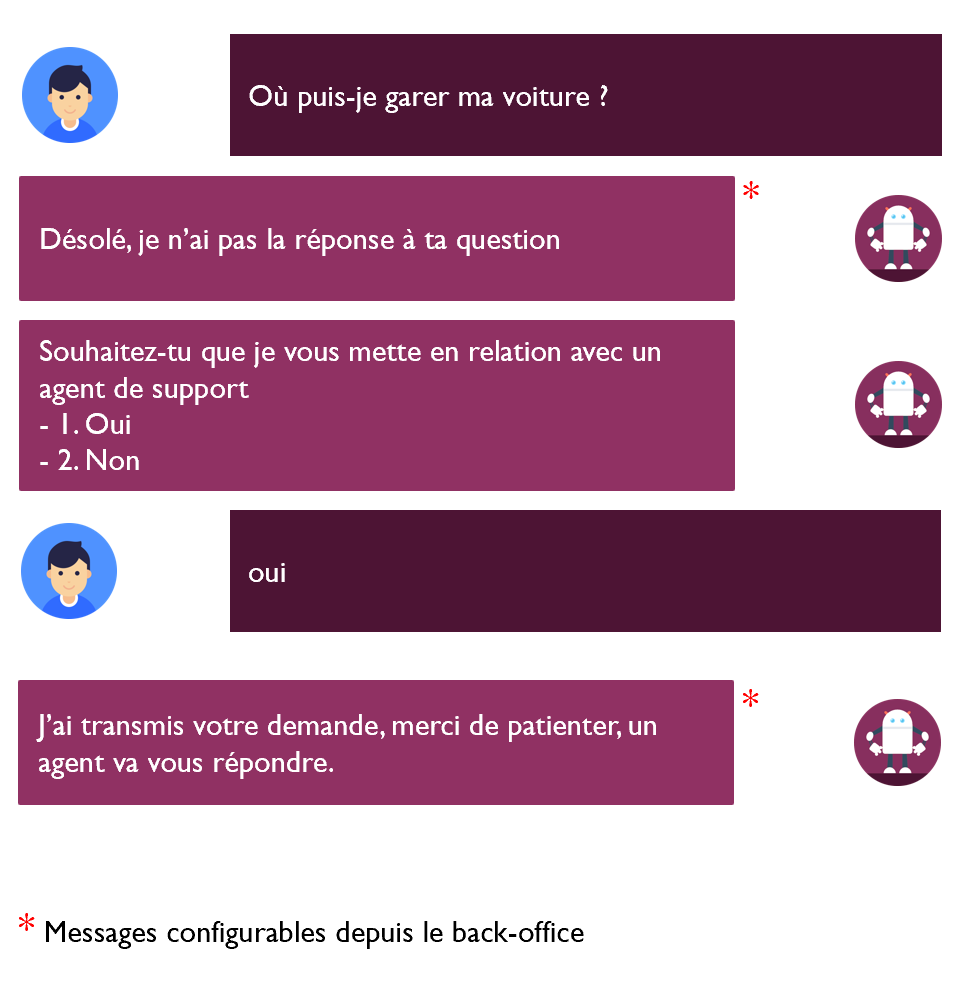 Où puis-je garer ma voiture ?
*
Désolé, je n’ai pas la réponse à ta question
Souhaitez-tu que je vous mette en relation avec un
agent de support
- 1. Oui
- 2. Non
oui
*
J’ai transmis votre demande, merci de patienter, un
agent va vous répondre.
* Messages configurables depuis le back-office